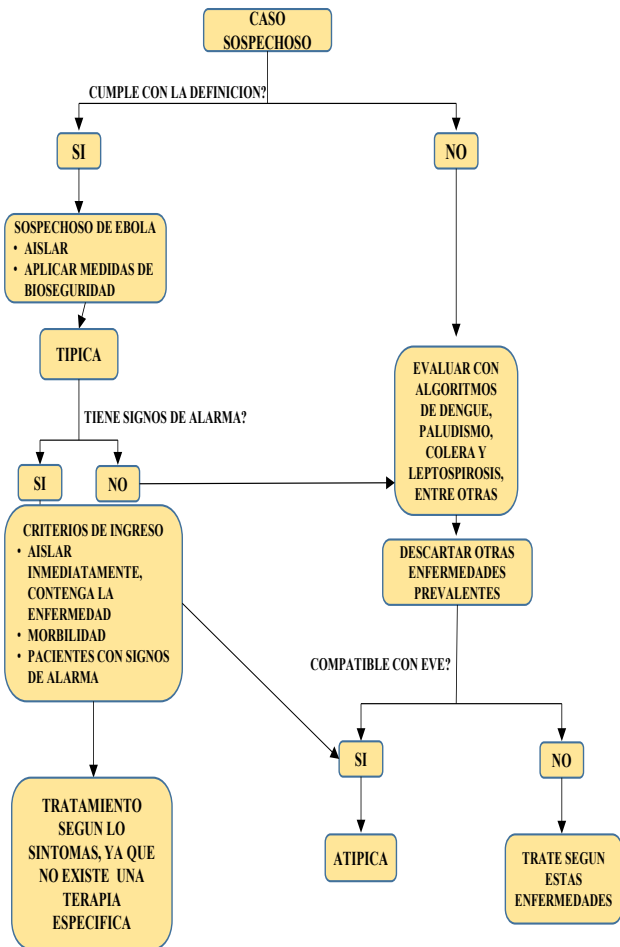 CASO
SOSPECHOSO
CUMPLE CON LA DEFINICION?
SI
NO
SOSPECHOSO DE EBOLA
• AISLAR
• APLICAR MEDIDAS DE
BIOSEGURIDAD
TIPICA
TIENE SIGNOS DE ALARMA?
SI
NO
EVALUAR CON
ALGORITMOS
DE DENGUE,
PALUDISMO,
COLERA Y
LEPTOSPIROSIS,
ENTRE OTRAS
CRITERIOS DE INGRESO
• AISLAR
INMEDIATAMENTE,
CONTENGA LA
ENFERMEDAD
• MORBILIDAD
• PACIENTES CON SIGNOS
DE ALARMA
DESCARTAR OTRAS
ENFERMEDADES
PREVALENTES
COMPATIBLE CON EVE?
SI
NO
TRATAMIENTO
SEGUN LO
SINTOMAS, YA QUE
NO EXISTE UNA
TERAPIA
ESPECIFICA
ATIPICA
TRATE SEGUN
ESTAS
ENFERMEDADES